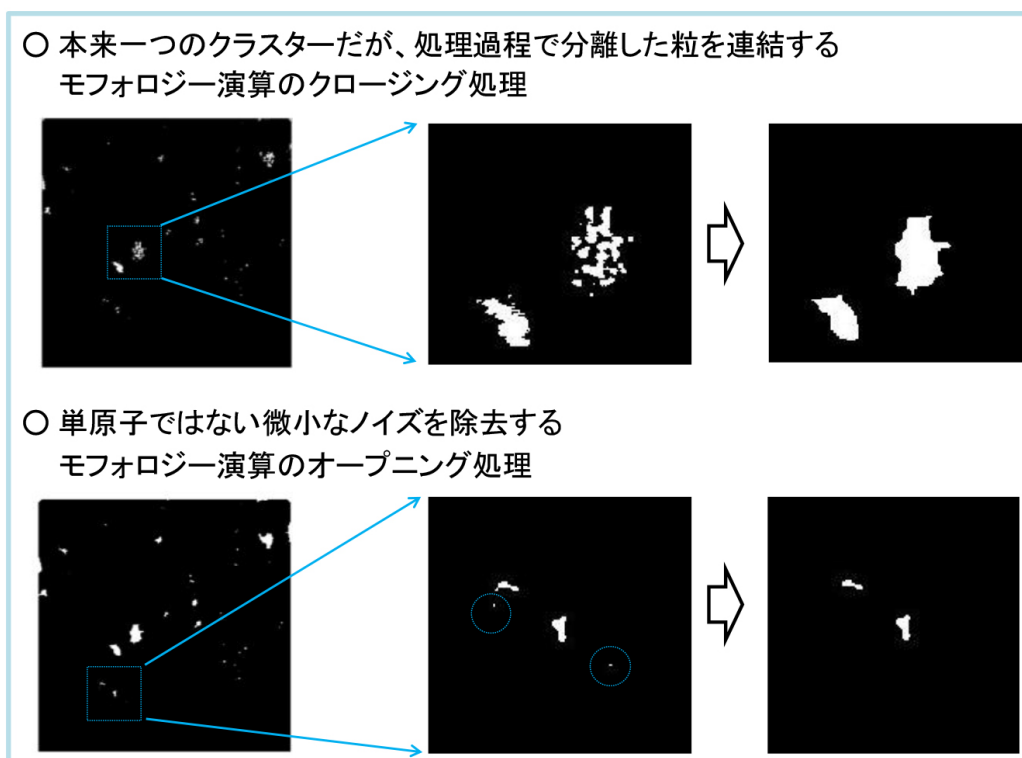 ○ 本来一つのクラスターだが、処理過程で分離した粒を連結する
モフォロジー演算のクロージング処理
○ 単原子ではない微小なノイズを除去する
モフォロジー演算のオープニング処理